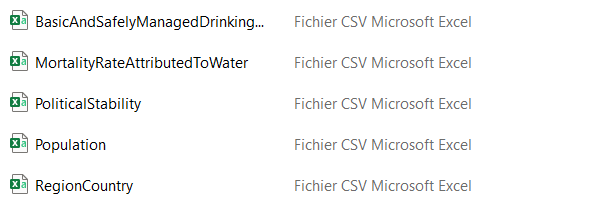 BasicAndSafelyManagedDrinking... Fichier CSV Microsoft Excel
MortalityRateAttributedToWater Fichier CSV Microsoft Excel
PoliticalStability Fichier CSV Microsoft Excel
Population Fichier CSV Microsoft Excel
RegionCountry Fichier CSV Microsoft Excel